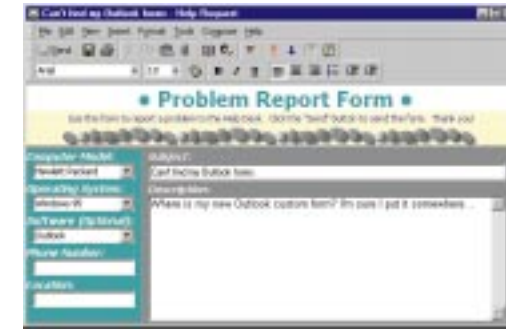 Can't find my Outlook form - Help Request
File Edit View Insert Format Tools Compose Help
Send
Arial 10
• Problem Report Form •
Use this form to report a problem to the Help Desk. Click the "Send" button to send the form. Thank you!
Computer Model:
Hewlett Packard
Operating System:
Windows 95
Software (Optional):
Outlook
Phone Number:
Location:
Subject:
Can't find my Outlook form
Description:
Where is my new Outlook custom form? I'm sure I put it somewhere...